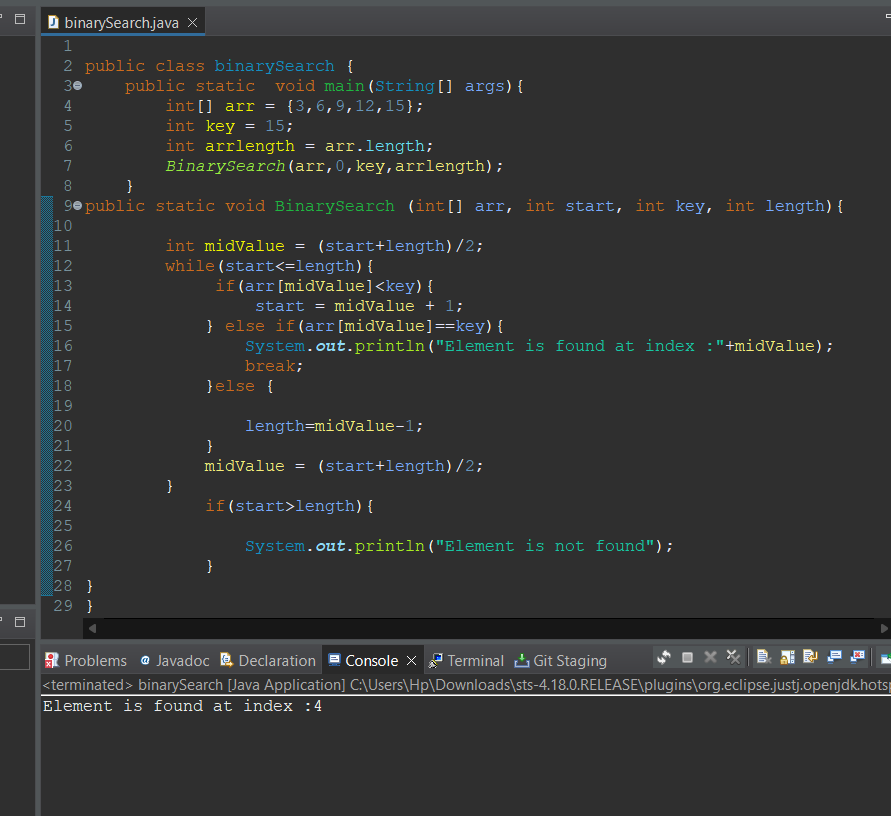 binarySearch.java
1
2 public class binarySearch {
3 public static  void main(String[] args){
4 int[] arr = {3,6,9,12,15};
5 int key = 15;
6 int arrlength = arr.length;
7 BinarySearch(arr,0,key,arrlength);
8 }
9 public static void BinarySearch (int[] arr, int start, int key, int length){
10
11 int midValue = (start+length)/2;
12 while(start<=length){
13 if(arr[midValue]<key){
14 start = midValue + 1;
15 } else if(arr[midValue]==key){
16 System.out.println("Element is found at index :"+midValue);
17 break;
18 }else {
19
20 length=midValue-1;
21 }
22 midValue = (start+length)/2;
23 }
24 if(start>length){
25
26 System.out.println("Element is not found");
27 }
28 }
29 }
Problems Javadoc Declaration Console Terminal Git Staging
<terminated> binarySearch [Java Application] C:\Users\Hp\Downloads\sts-4.18.0.RELEASE\plugins\org.eclipse.justj.openjdk.hotsp
Element is found at index :4